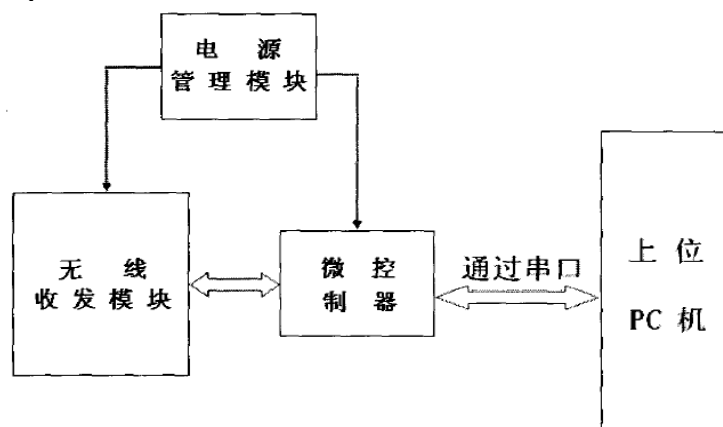 电 源
管 理 模 块
无 线
收 发 模 块
微 控
制 器
通过串口
上 位
PC 机